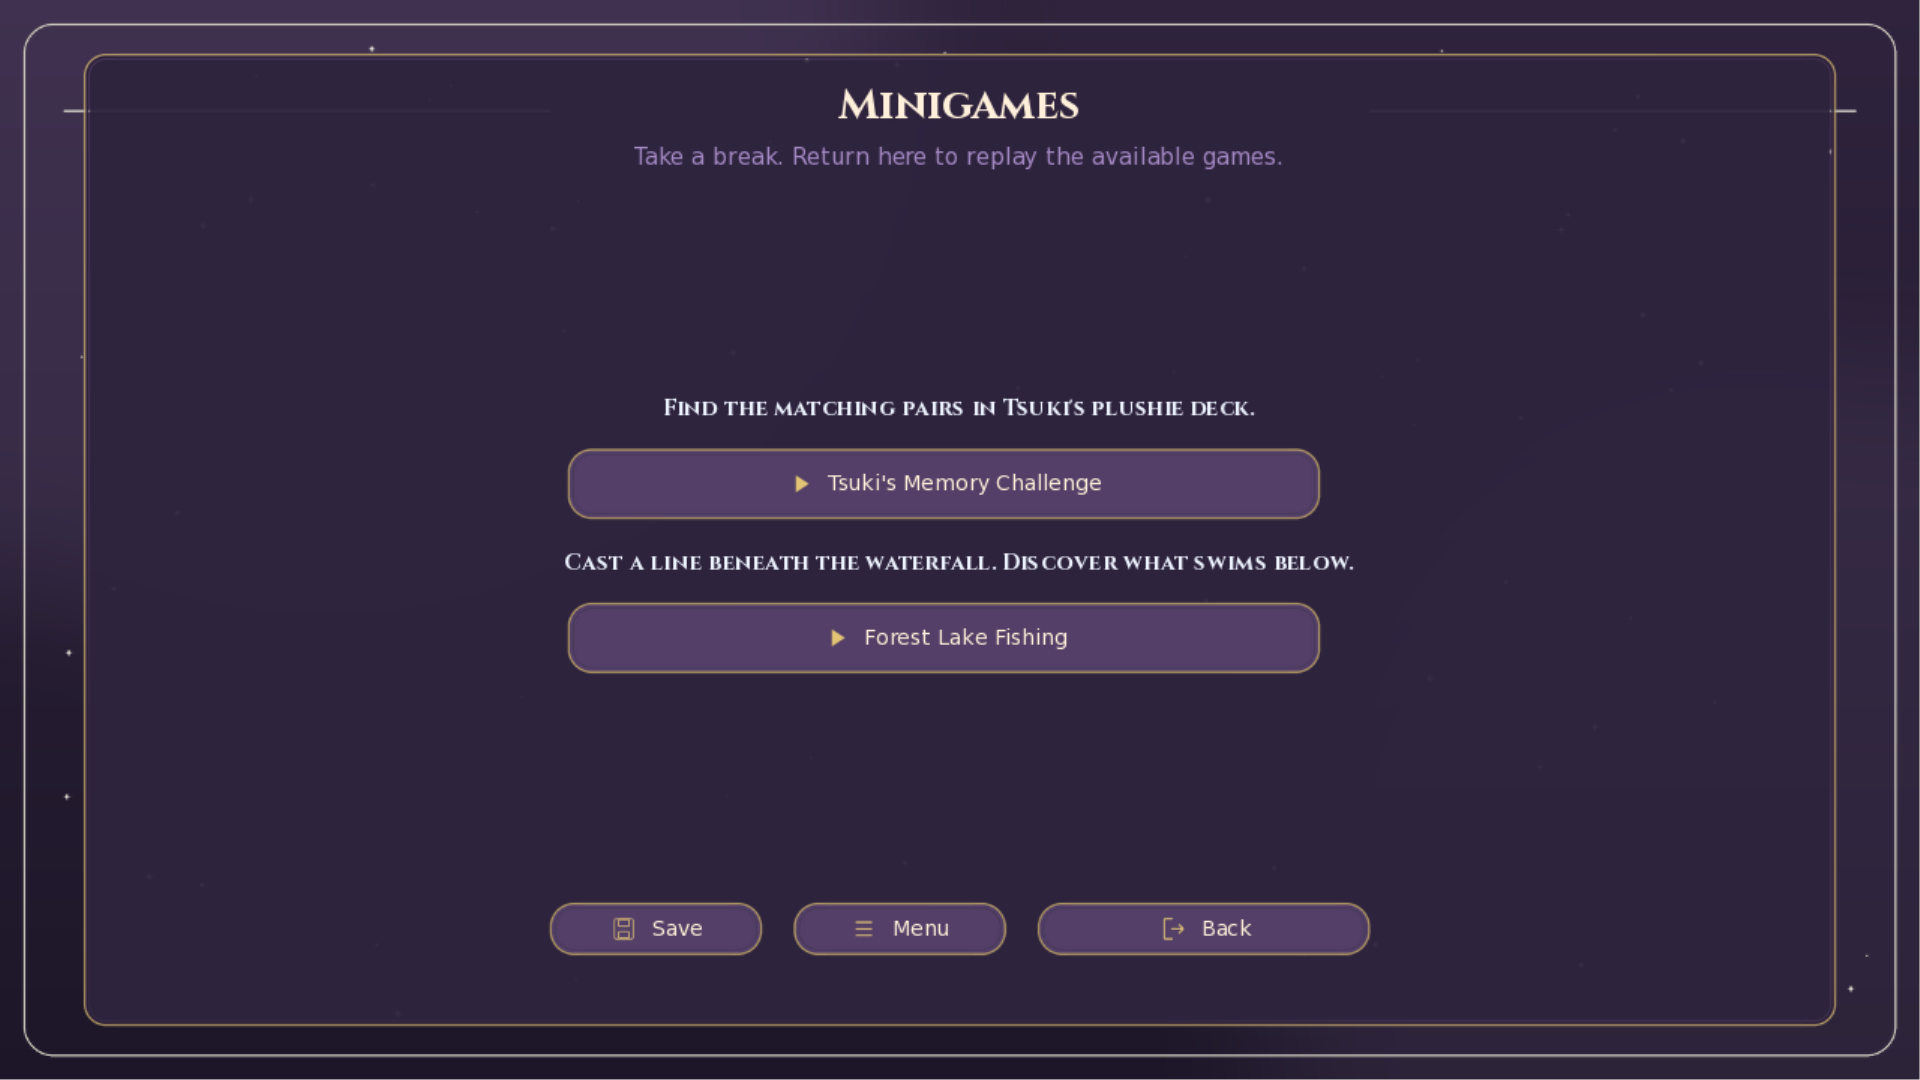 Minigames
Take a break. Return here to replay the available games.
Find the matching pairs in Tsuki's plushie deck.
Tsuki's Memory Challenge
Cast a line beneath the waterfall. Discover what swims below.
Forest Lake Fishing
Save
Menu
Back